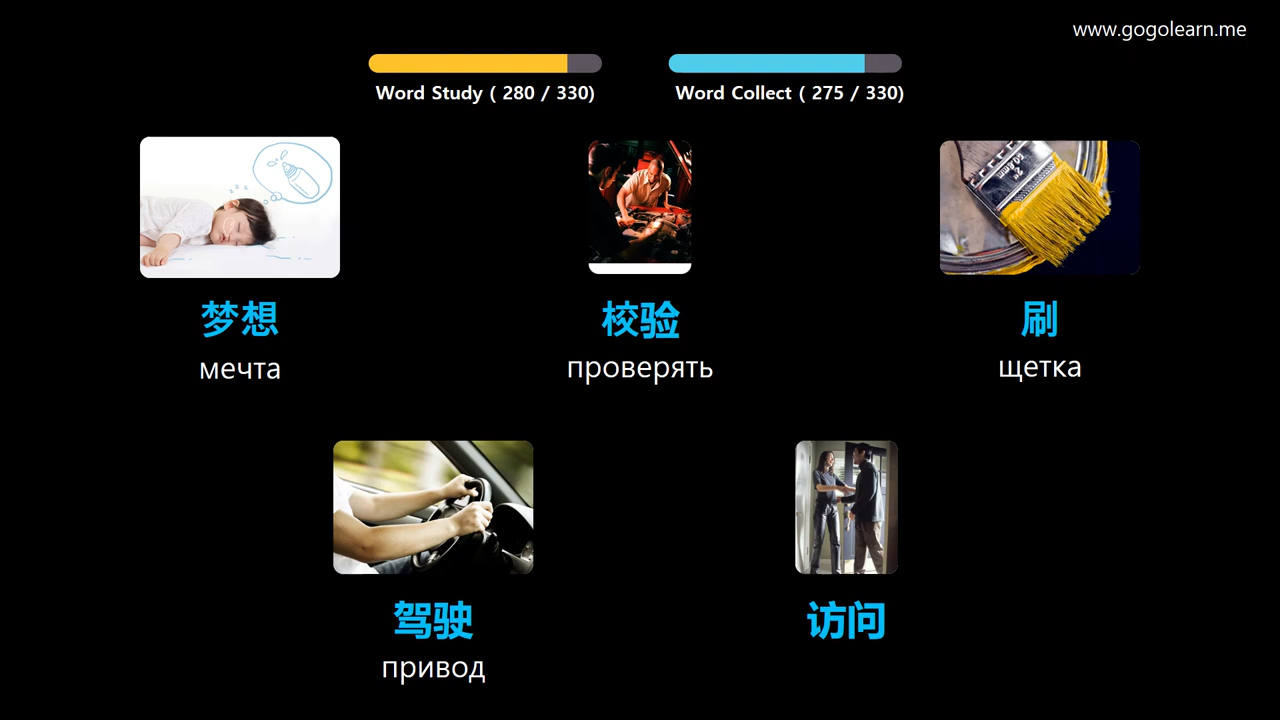 www.gogolearn.me
Word Study ( 280 / 330)
Word Collect ( 275 / 330)
梦想
мечта
校验
проверять
刷
щетка
驾驶
привод
访问